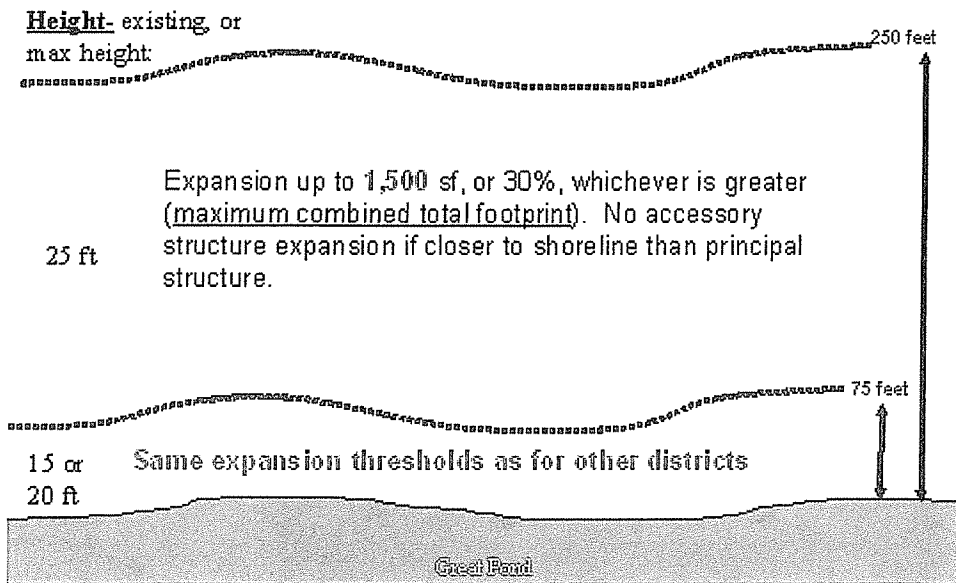 Height- existing, or
max height:
250 feet
Expansion up to 1,500 sf, or 30%, whichever is greater
(maximum combined total footprint). No accessory
structure expansion if closer to shoreline than principal
structure.
25 ft
75 feet
15 or
20 ft
Same expansion thresholds as for other districts
Great Pond